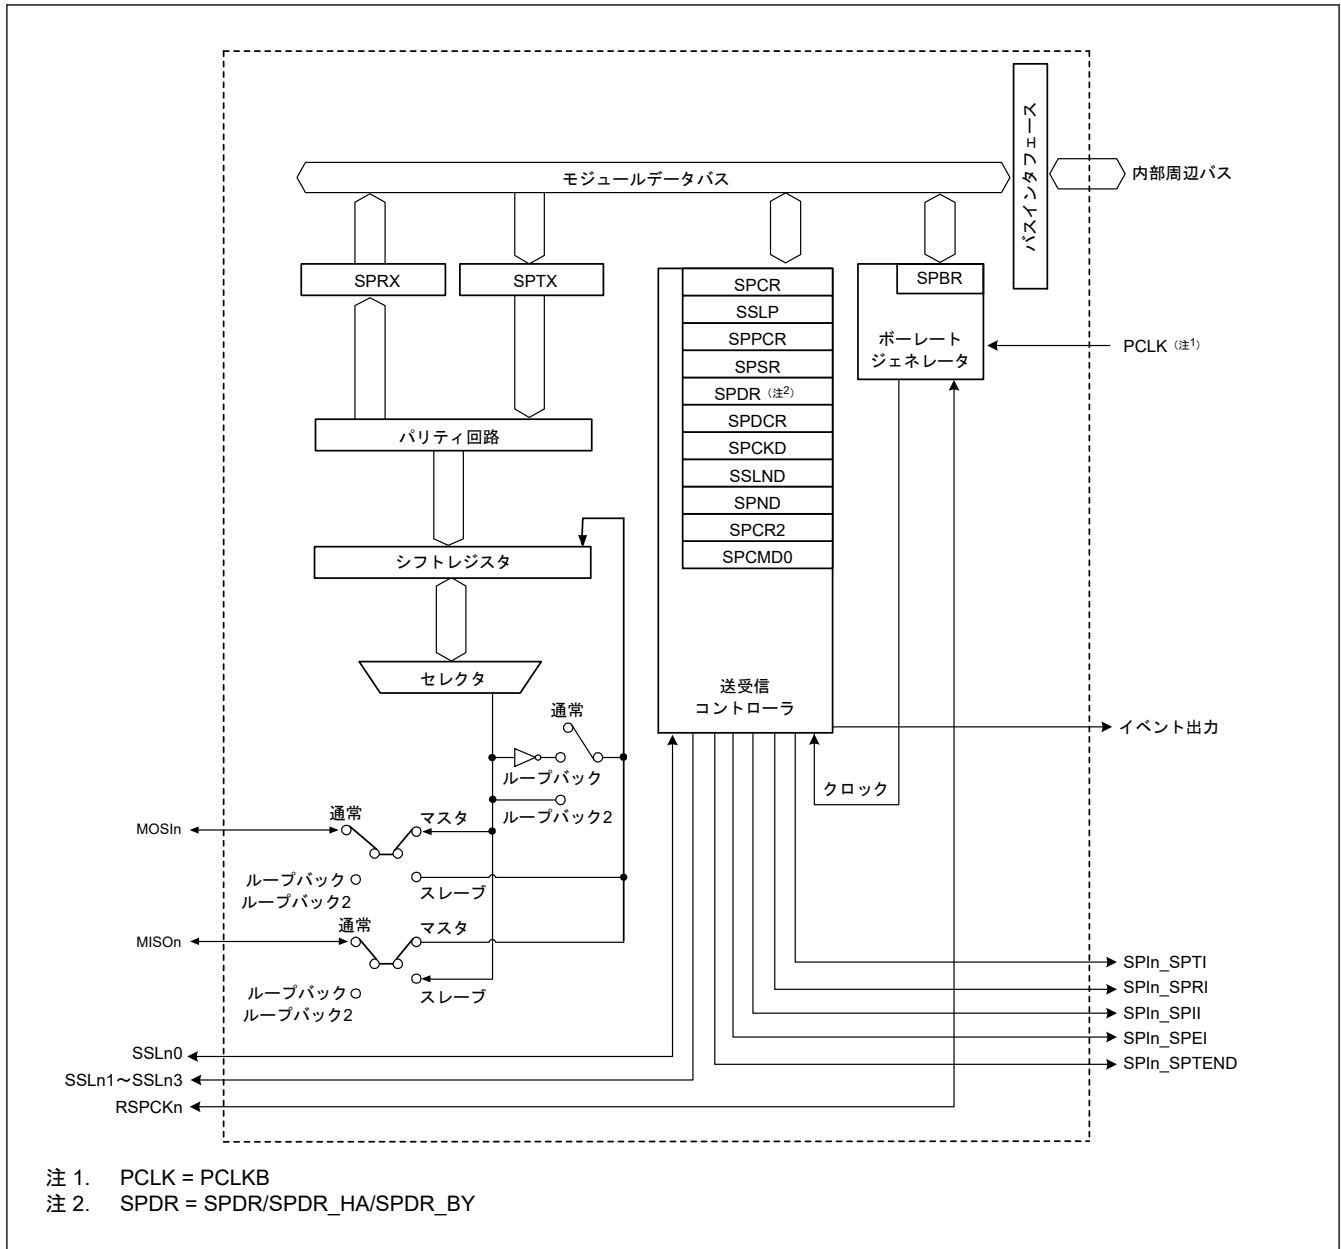 バスインタフェース
モジュールデータバス
内部周辺バス
SPRX
SPTX
SPCR
SSLP
SPPCR
SPSR
SPDR（注2）
SPDCR
SPCKD
SSLND
SPND
SPCR2
SPCMD0
SPBR
ボーレート
ジェネレータ
PCLK（注1）
パリティ回路
シフトレジスタ
セレクタ
送受信
コントローラ
イベント出力
クロック
通常
ループバック
ループバック2
MOSIn
通常
マスタ
ループバック
ループバック2
スレーブ
MISOn
通常
マスタ
ループバック
ループバック2
スレーブ
SPIn_SPTI
SPIn_SPRI
SPIn_SPII
SPIn_SPEI
SPIn_SPTEND
SSLn0
SSLn1～SSLn3
RSPCKn
注 1. PCLK = PCLKB
注 2. SPDR = SPDR/SPDR_HA/SPDR_BY